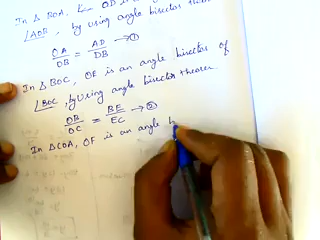 In Δ BOA, OD is
∠AOB, by using angle bisector theor
OA/OB = AD/DB → ①
In Δ BOC, OE is an angle bisectors of
∠BOC, by using angle bisector theorem.
OB/OC = BE/EC → ②
In ΔCOA, OF is an angle b